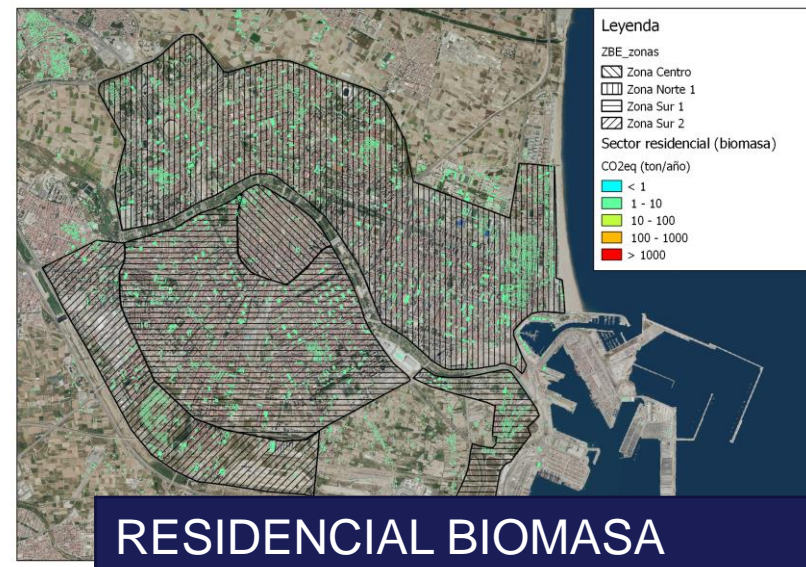 Leyenda
ZBE_zonas
Zona Centro
Zona Norte 1
Zona Sur 1
Zona Sur 2
Sector residencial (biomasa)
CO2eq (ton/año)
< 1
1 - 10
10 - 100
100 - 1000
> 1000
RESIDENCIAL BIOMASA